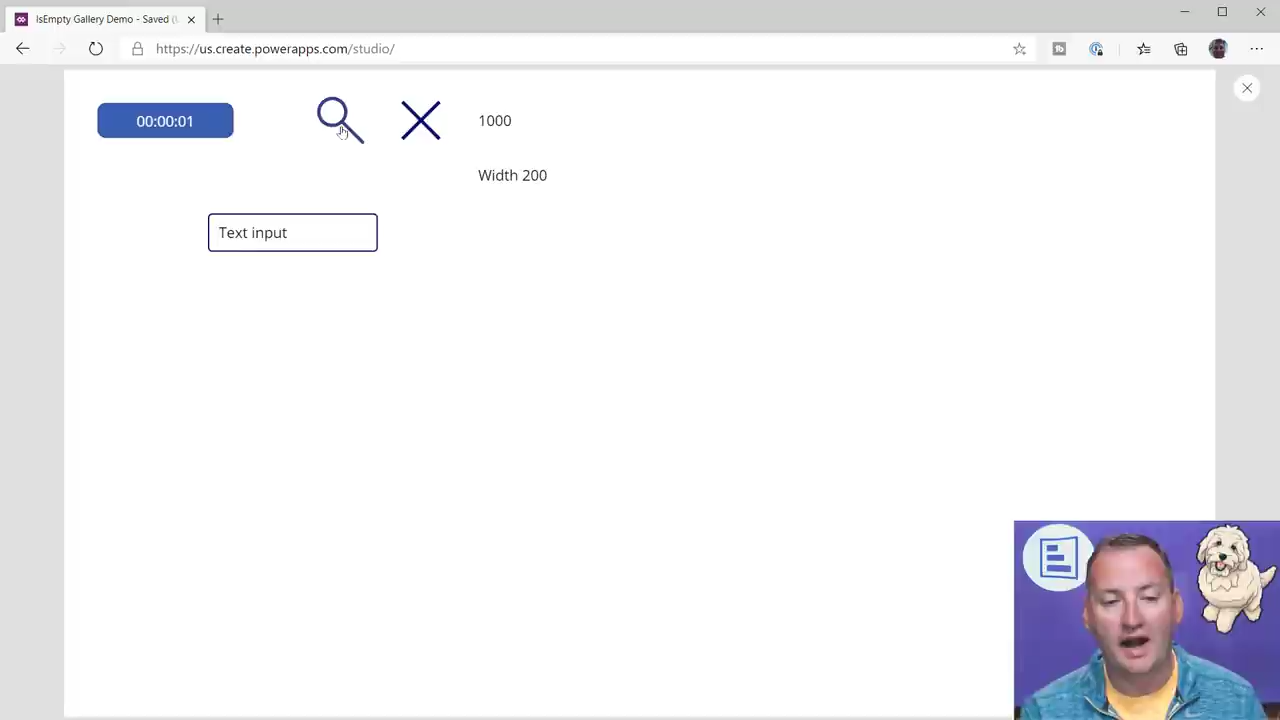 IsEmpty Gallery Demo - Saved (
https://us.create.powerapps.com/studio/
00:00:01
1000
Width 200
Text input